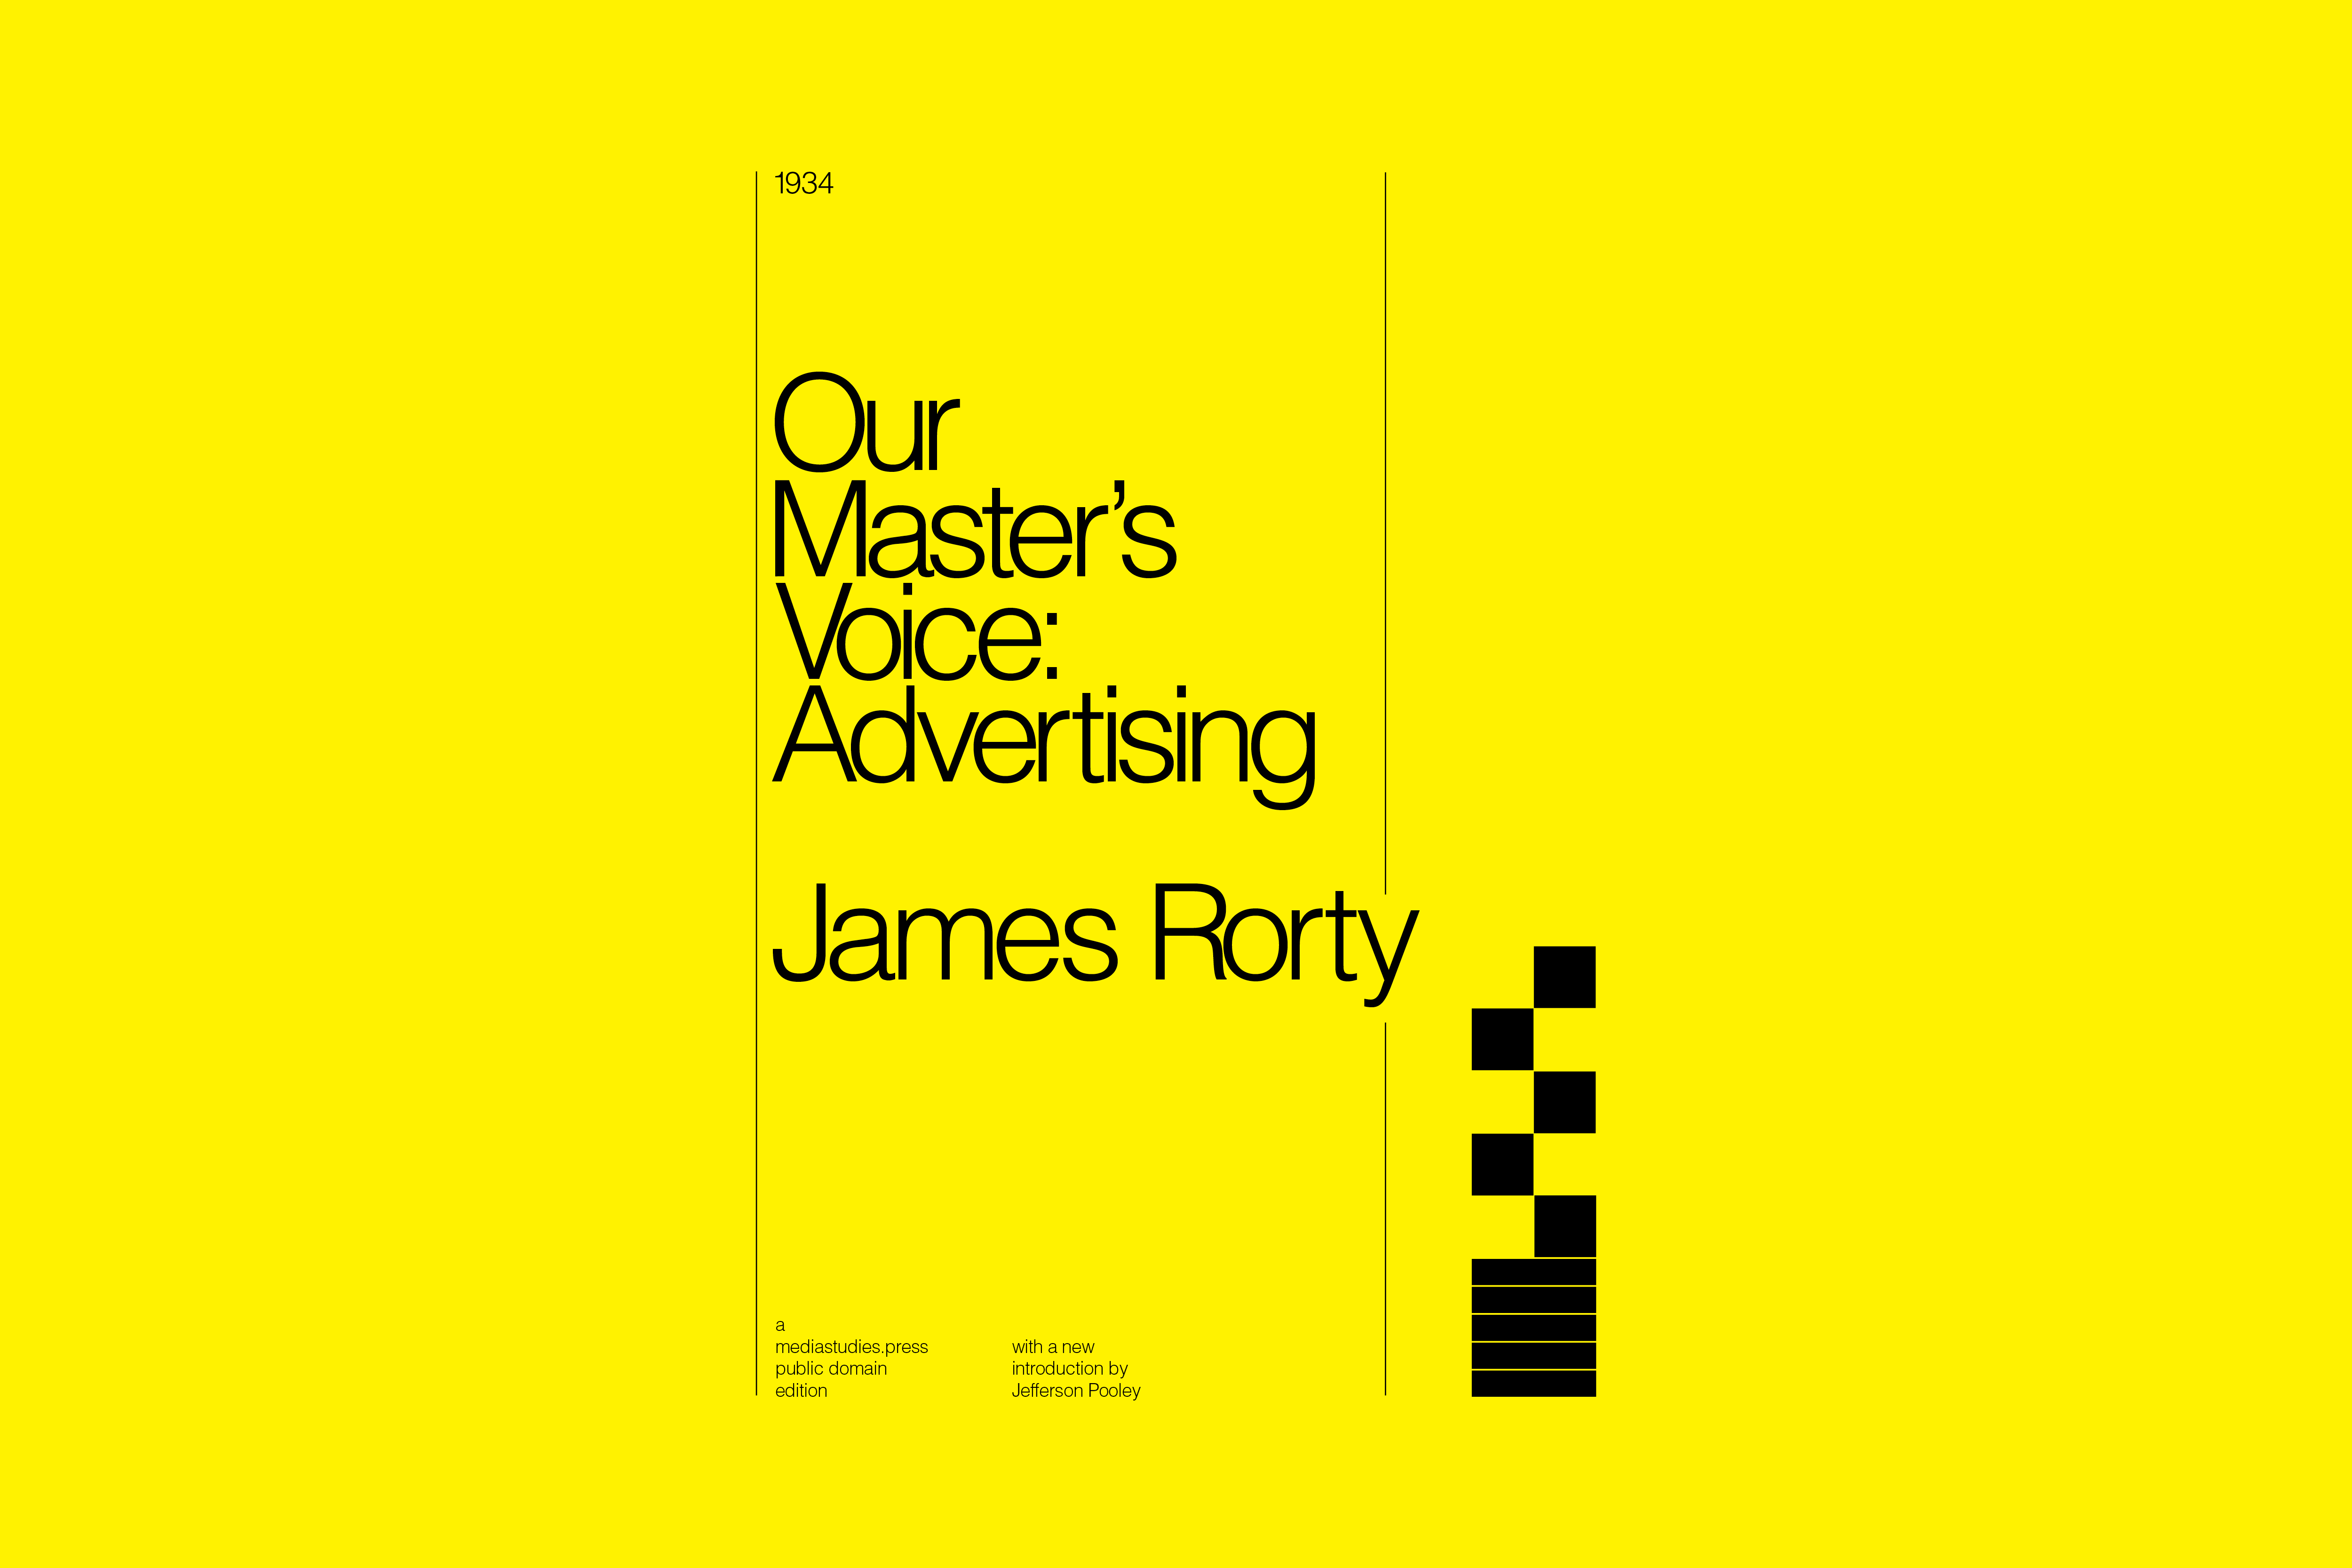 1934
Our
Master’s
Voice:
Advertising
James Rorty
a
mediastudies.press
public domain
edition
with a new
introduction by
Jefferson Pooley